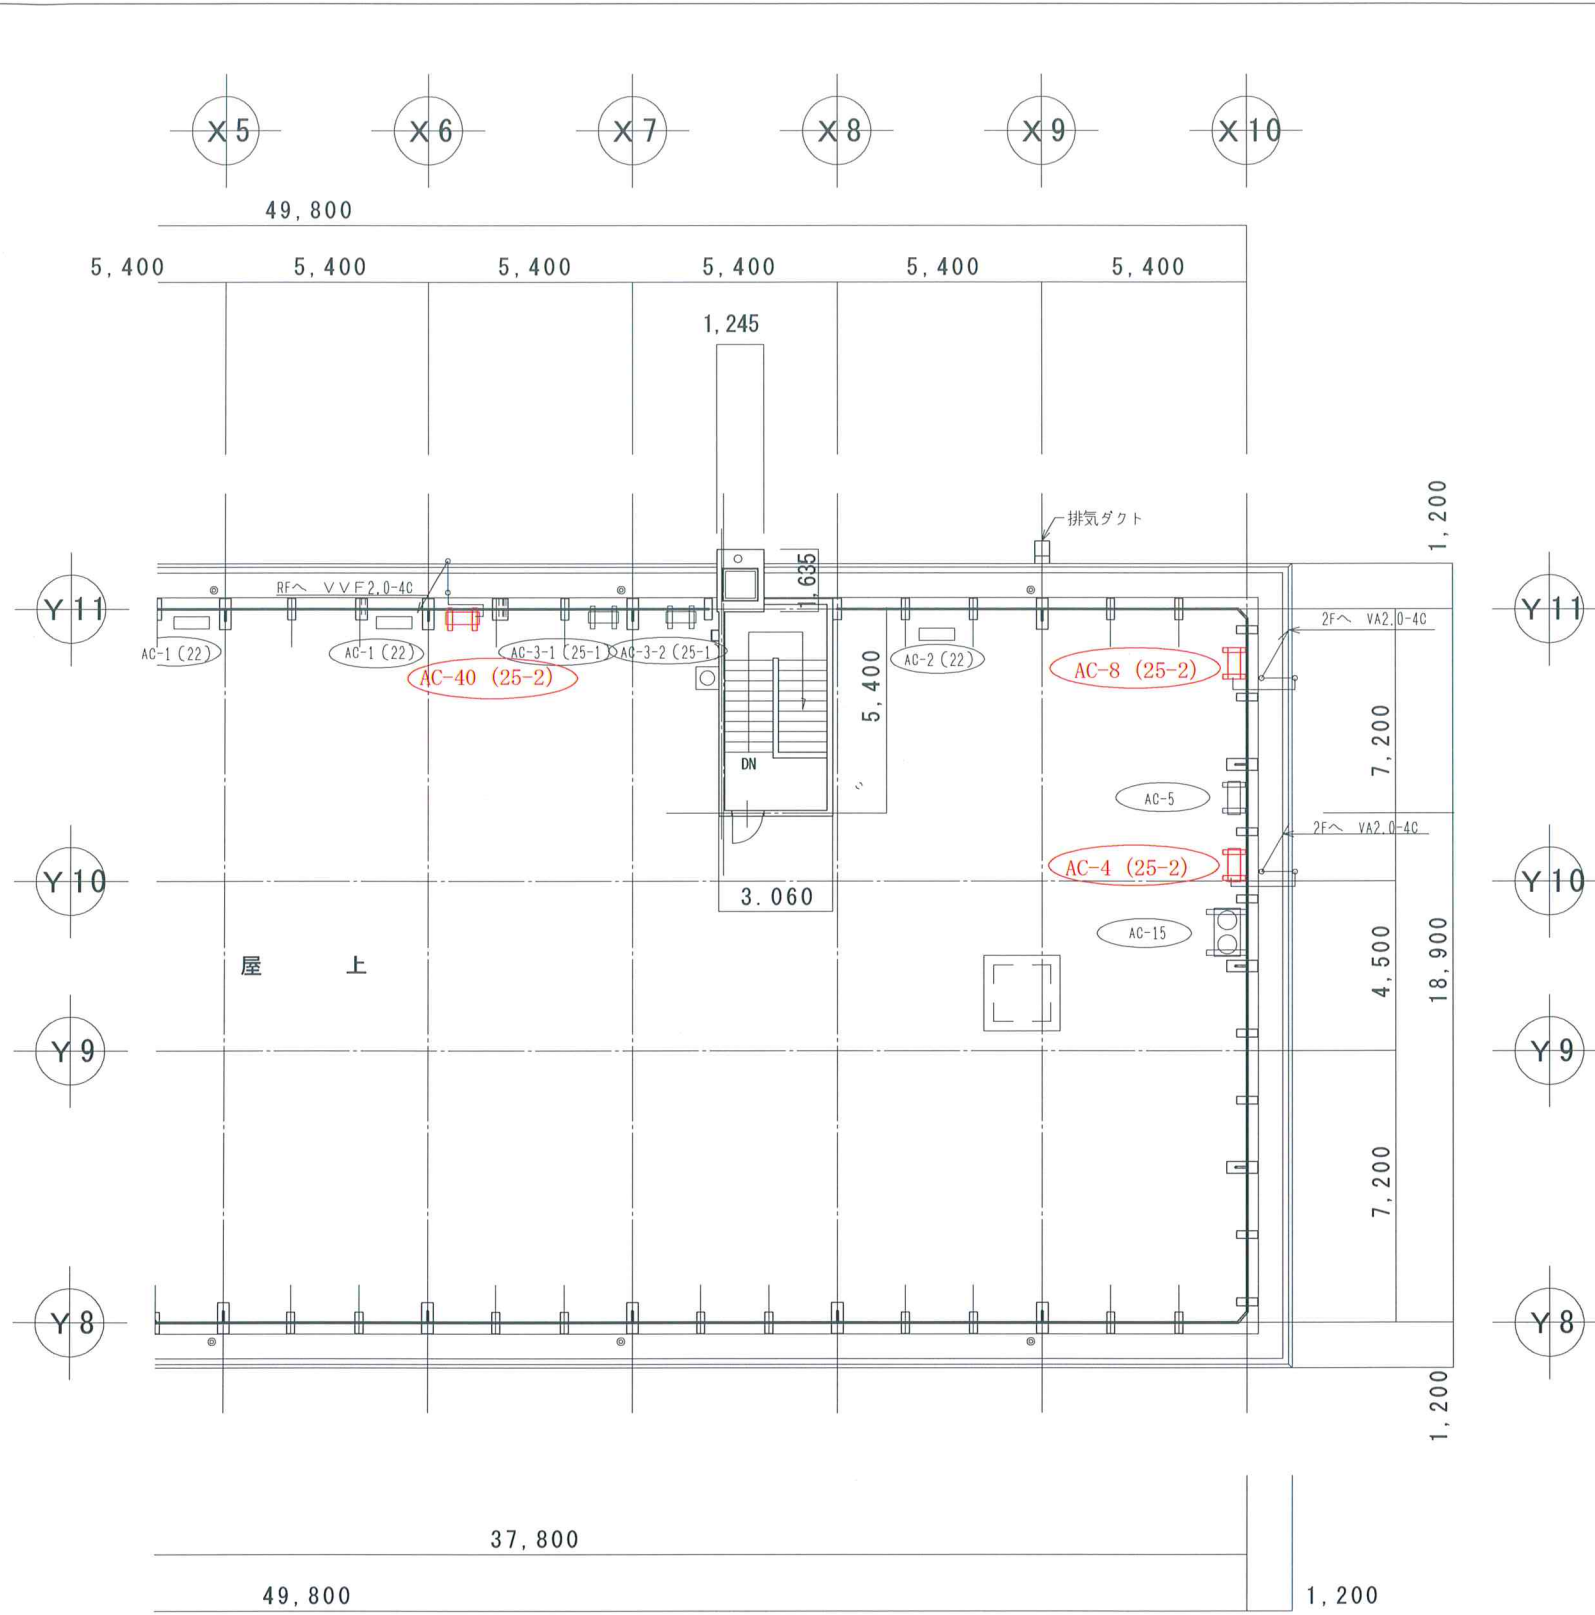 X5 X6 X7 X8 X9 X10
49,800
5,400 5,400 5,400 5,400 5,400 5,400
1,245
1,200
排気ダクト
1,635
RFへ VVF2.0-4C
Y11 Y11
2Fへ VA2.0-4C
AC-1 (22) AC-1 (22) AC-3-1 (25-1) AC-3-2 (25-1) AC-2 (22)
AC-40 (25-2) AC-8 (25-2)
5,400
7,200
DN
AC-5
2Fへ VA2.0-4C
AC-4 (25-2)
Y10 Y10
3.060
AC-15
屋 上
4,500
18,900
Y9 Y9
7,200
Y8 Y8
1,200
37,800
49,800 1,200